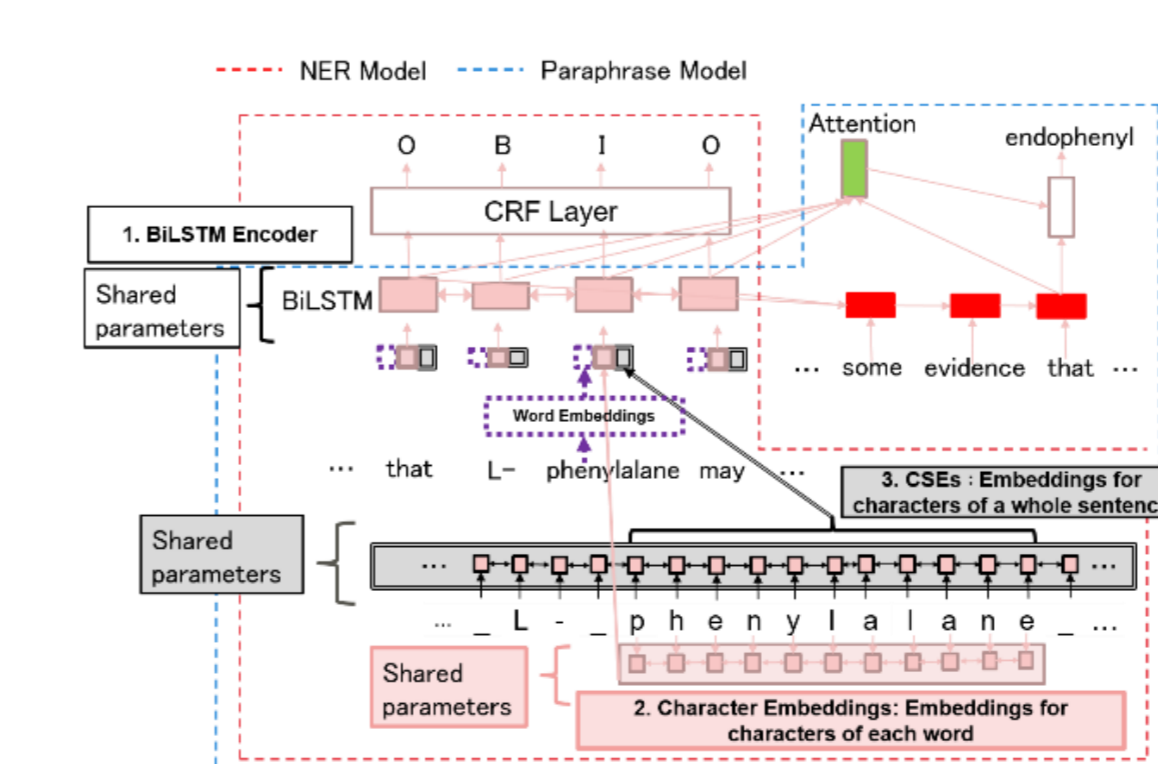 NER Model
Paraphrase Model
Attention
endophenyl
O B I O
CRF Layer
1. BiLSTM Encoder
Shared
parameters
BiLSTM
... some evidence that ...
Word Embeddings
... that L- phenylalane may ...
3. CSEs : Embeddings for
characters of a whole sentenc
Shared
parameters
... ...
... _ L - _ p h e n y l a l a n e _ ...
Shared
parameters
2. Character Embeddings: Embeddings for
characters of each word